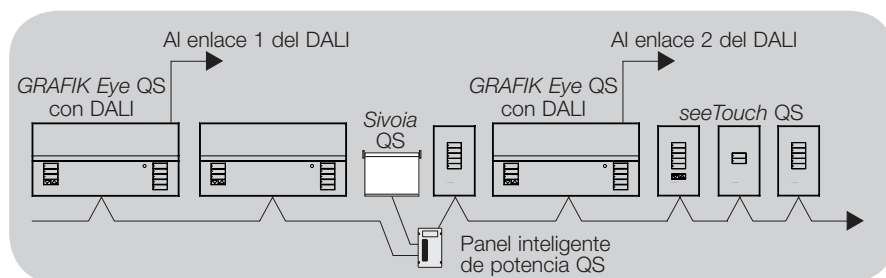 Al enlace 1 del DALI
Al enlace 2 del DALI
GRAFIK Eye QS
con DALI
Sivoia
QS
GRAFIK Eye QS
con DALI
seeTouch QS
Panel inteligente
de potencia QS